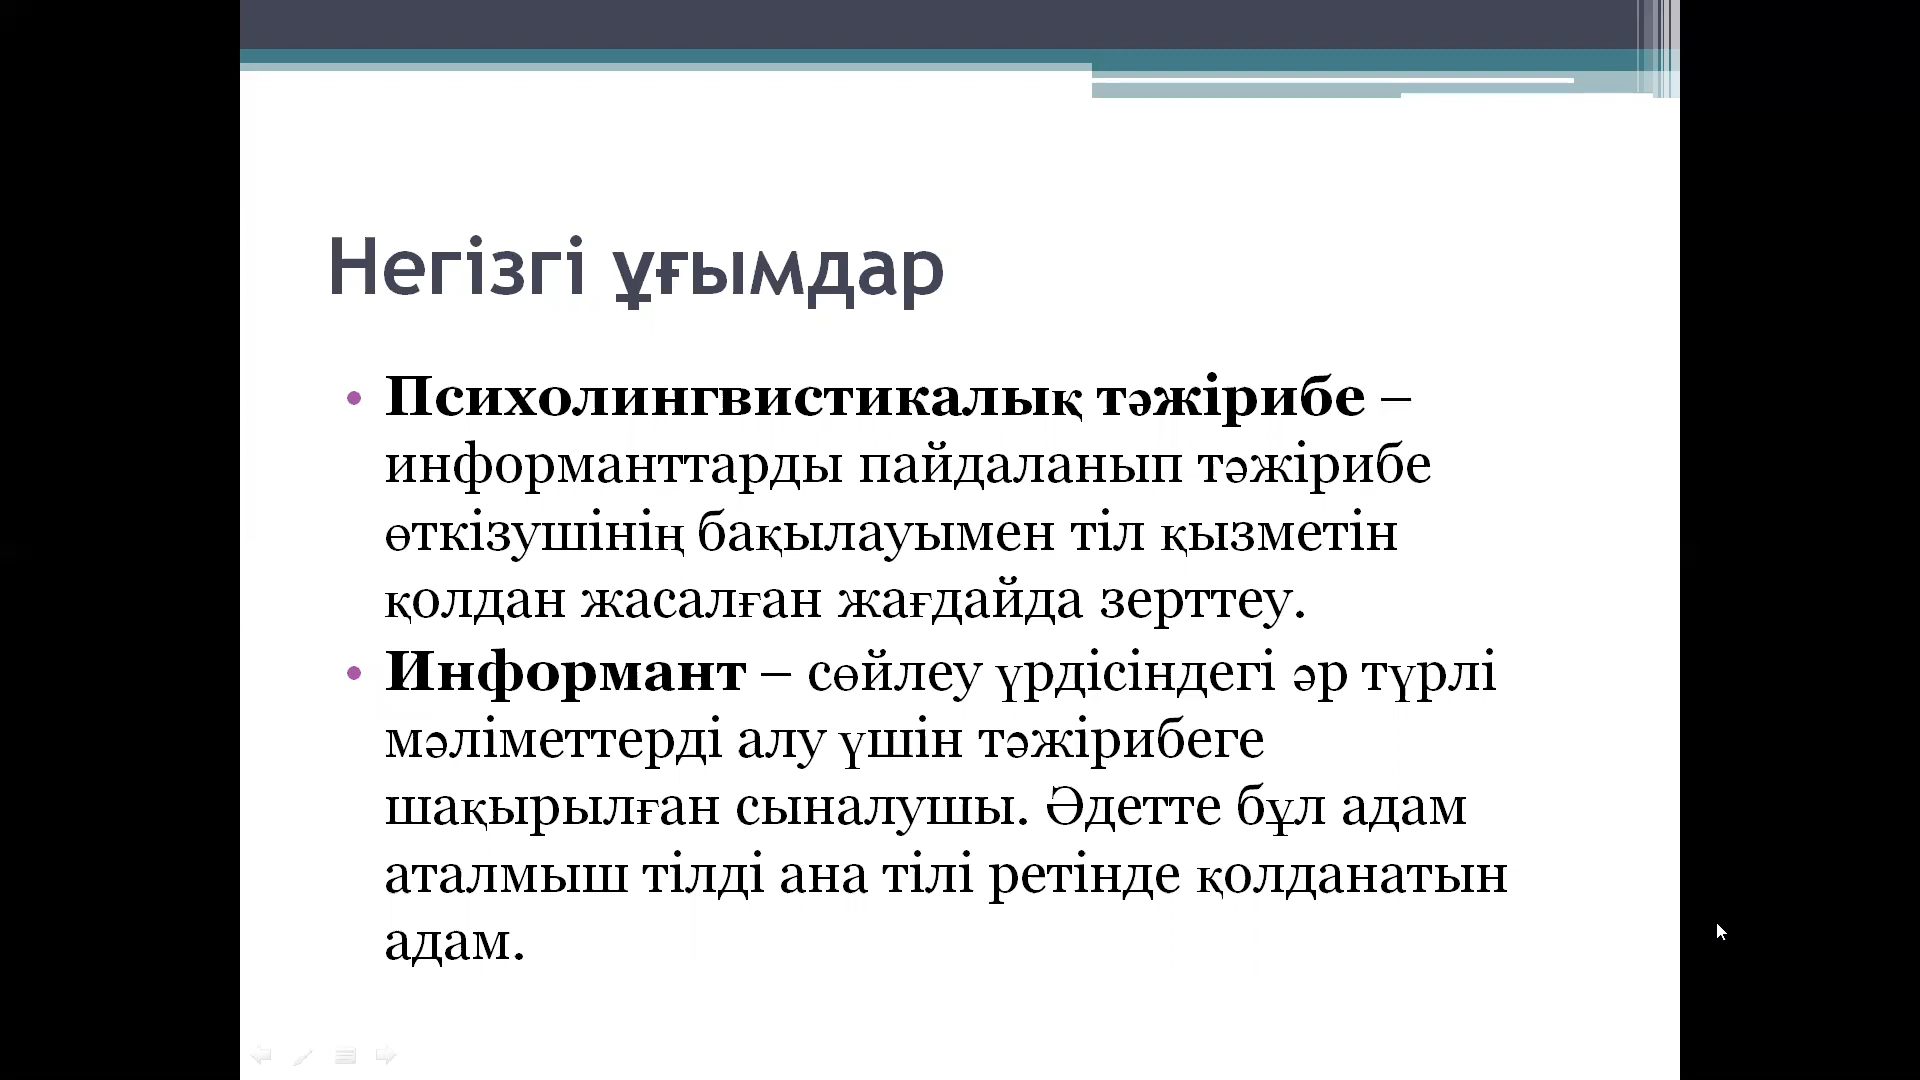 Негізгі ұғымдар
• Психолингвистикалық тәжірибе –
информанттарды пайдаланып тәжірибе
өткізушінің бақылауымен тіл қызметін
қолдан жасалған жағдайда зерттеу.
• Информант – сөйлеу үрдісіндегі әр түрлі
мәліметтерді алу үшін тәжірибеге
шақырылған сыналушы. Әдетте бұл адам
аталмыш тілді ана тілі ретінде қолданатын
адам.